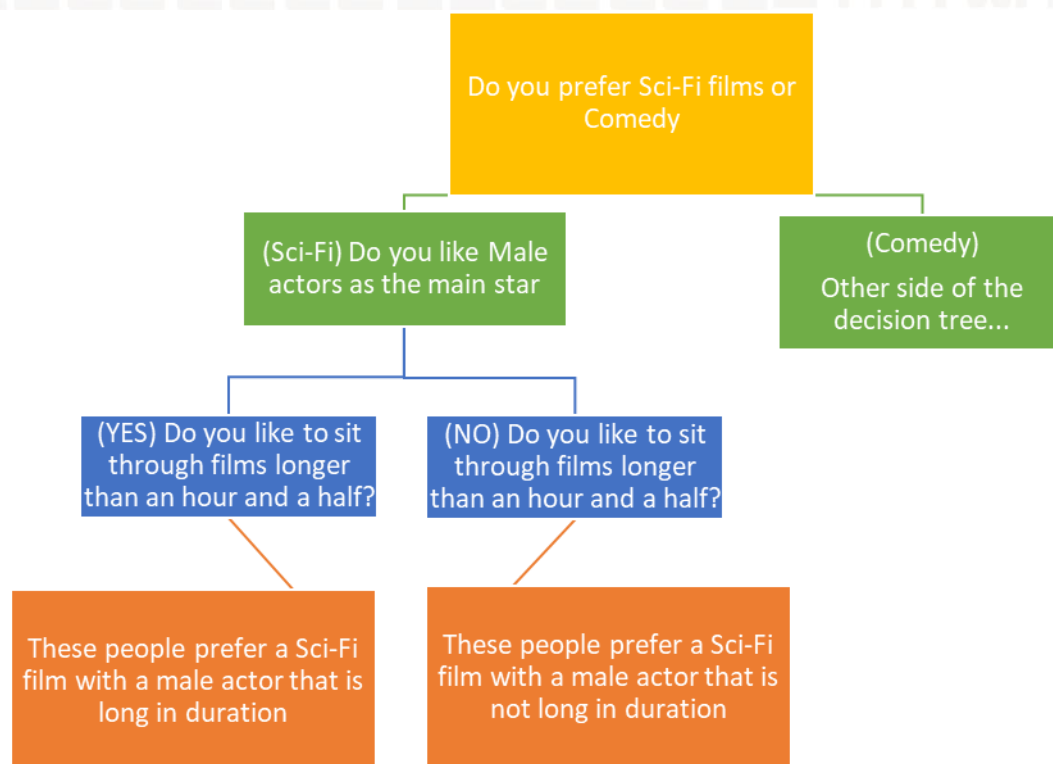 Do you prefer Sci-Fi films or
Comedy
(Sci-Fi) Do you like Male
actors as the main star
(Comedy)
Other side of the
decision tree...
(YES) Do you like to sit
through films longer
than an hour and a half?
(NO) Do you like to sit
through films longer
than an hour and a half?
These people prefer a Sci-Fi
film with a male actor that is
long in duration
These people prefer a Sci-Fi
film with a male actor that is
not long in duration